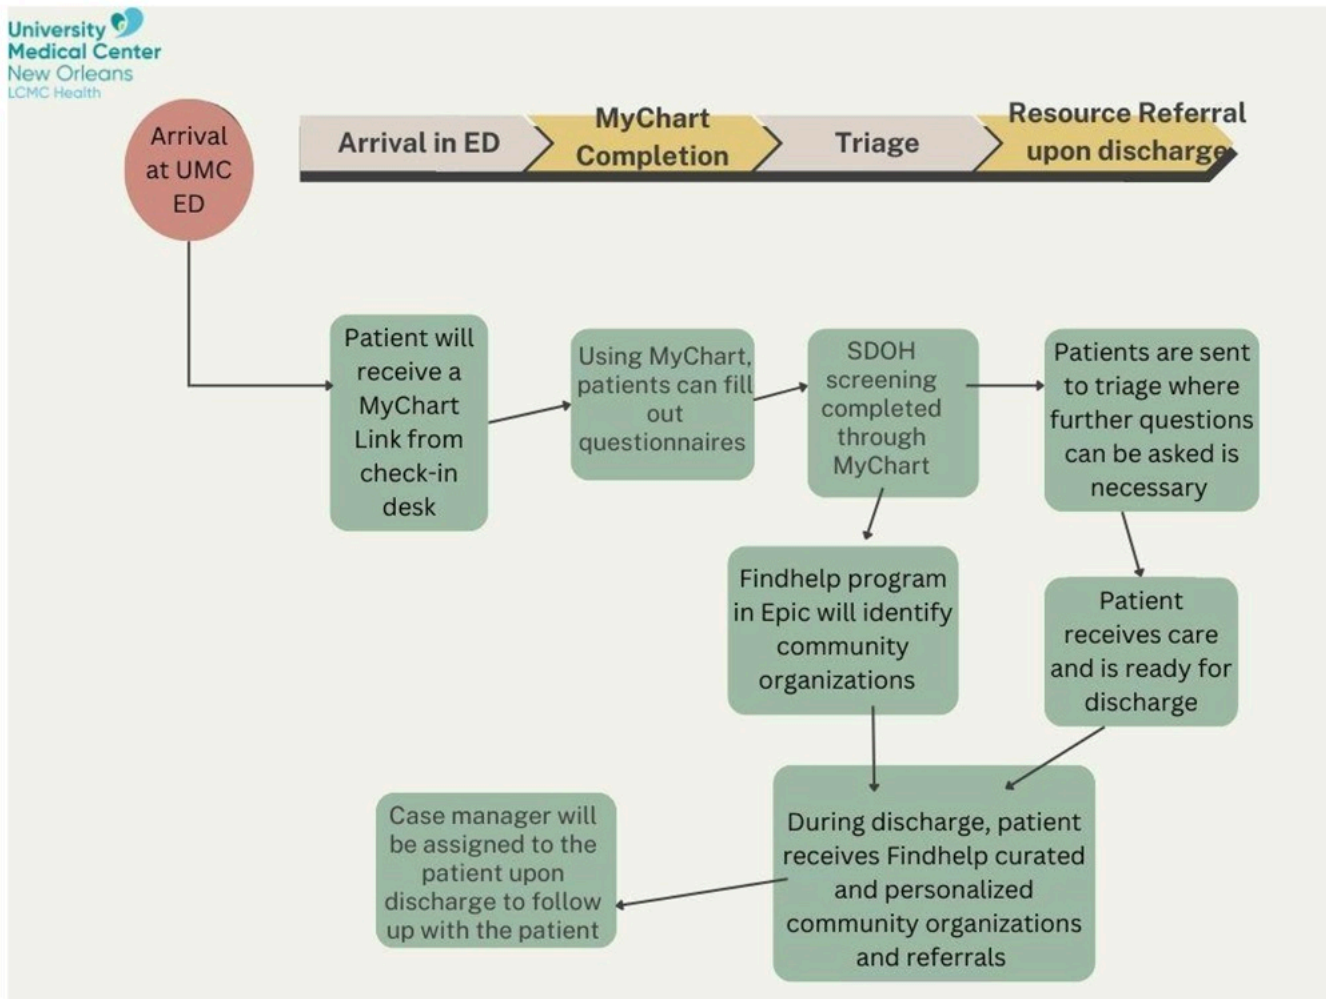 University
Medical Center
New Orleans
LCMC Health
Arrival
at UMC
ED
Arrival in ED
MyChart
Completion
Triage
Resource Referral
upon discharge
Patient will
receive a
MyChart
Link from
check-in
desk
Using MyChart,
patients can fill
out
questionnaires
SDOH
screening
completed
through
MyChart
Patients are sent
to triage where
further questions
can be asked is
necessary
Findhelp program
in Epic will identify
community
organizations
Patient
receives care
and is ready for
discharge
During discharge, patient
receives Findhelp curated
and personalized
community organizations
and referrals
Case manager will
be assigned to the
patient upon
discharge to follow
up with the patient